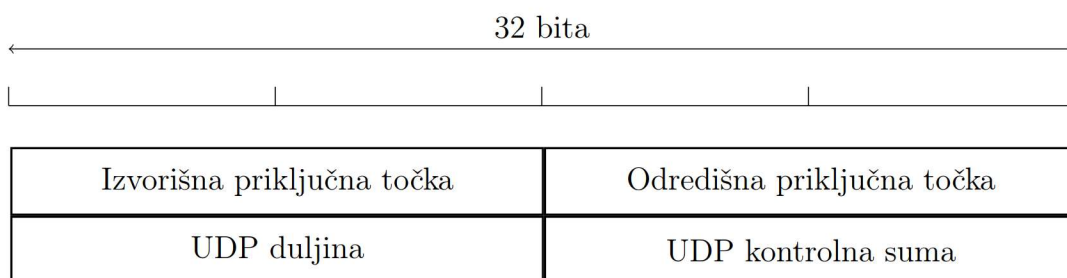 32 bita
Izvorišna priključna točka
Odredišna priključna točka
UDP duljina
UDP kontrolna suma